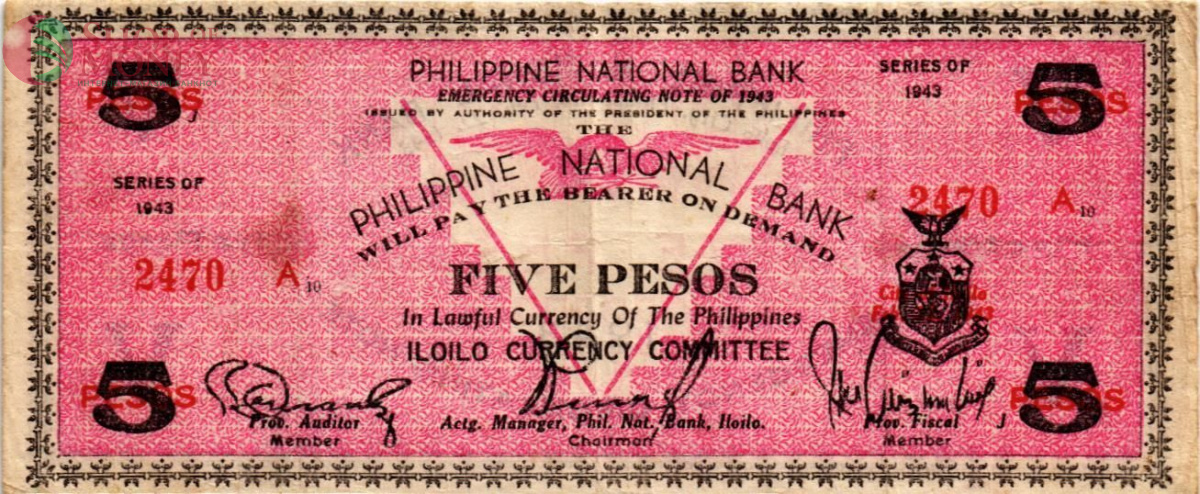 PHILIPPINE NATIONAL BANK
EMERGENCY CIRCULATING NOTE OF 1943
ISSUED BY AUTHORITY OF THE PRESIDENT OF THE PHILIPPINES
5 PESOS
SERIES OF
1943
5 PESOS
THE
PHILIPPINE NATIONAL BANK
WILL PAY THE BEARER ON DEMAND
SERIES OF
1943
2470 A10
2470 A10
FIVE PESOS
In Lawful Currency Of The Philippines
ILOILO CURRENCY COMMITTEE
5 PESOS
Prov. Auditor
Member
Actg. Manager, Phil. Nat. Bank, Iloilo.
Chairman
Prov. Fiscal
Member
5 PESOS
MONEY